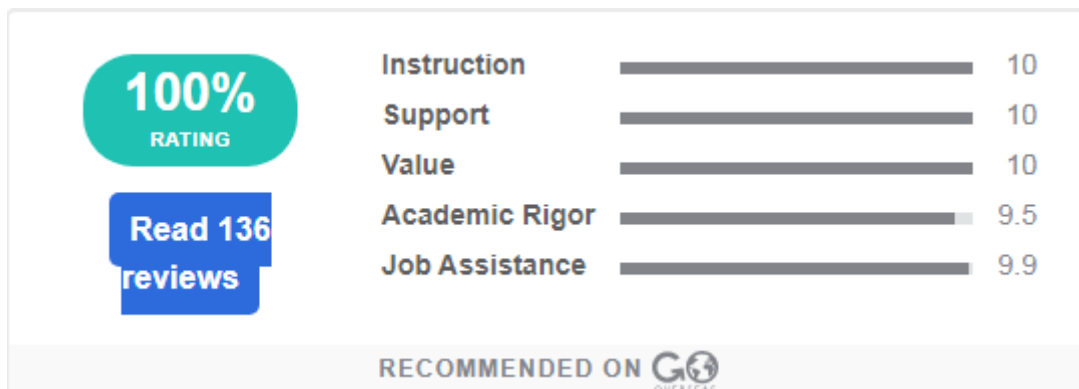 100%
RATING
Read 136
reviews
Instruction 10
Support 10
Value 10
Academic Rigor 9.5
Job Assistance 9.9
RECOMMENDED ON GO
OVERSEAS